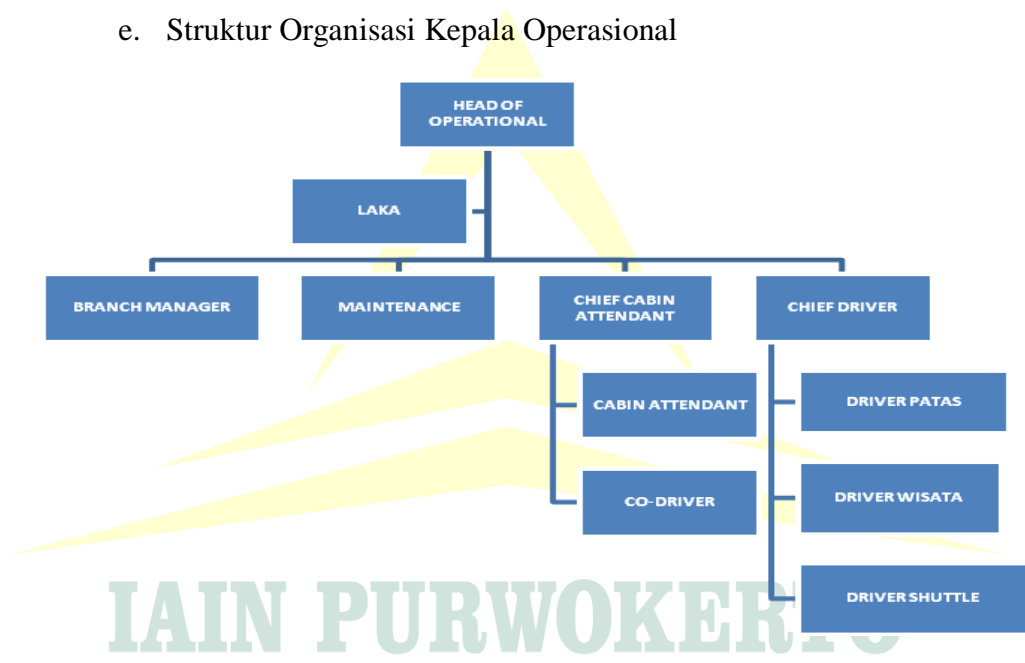 e. Struktur Organisasi Kepala Operasional
HEAD OF
OPERATIONAL
LAKA
BRANCH MANAGER
MAINTENANCE
CHIEF CABIN
ATTENDANT
CHIEF DRIVER
CABIN ATTENDANT
DRIVER PATAS
CO-DRIVER
DRIVER WISATA
DRIVER SHUTTLE
IAIN PURWOKERTO